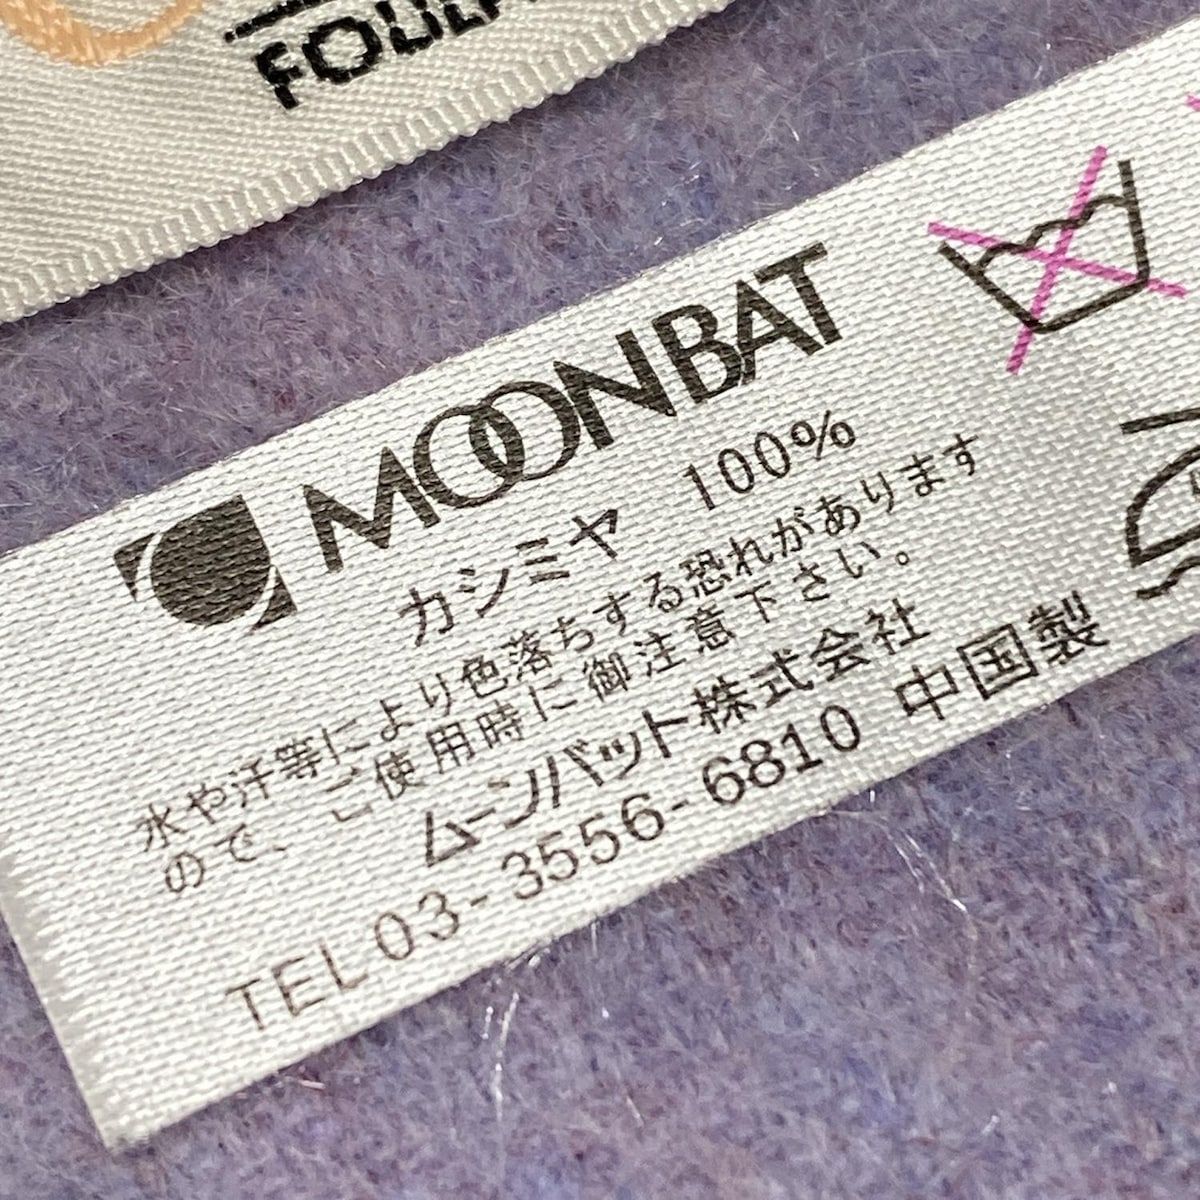 MOONBAT
カシミヤ 100%
水や汗等により色落ちする恐れがあります
ので、ご使用時に御注意下さい。
ムーンバット株式会社
TEL 03-3556-6810 中国製